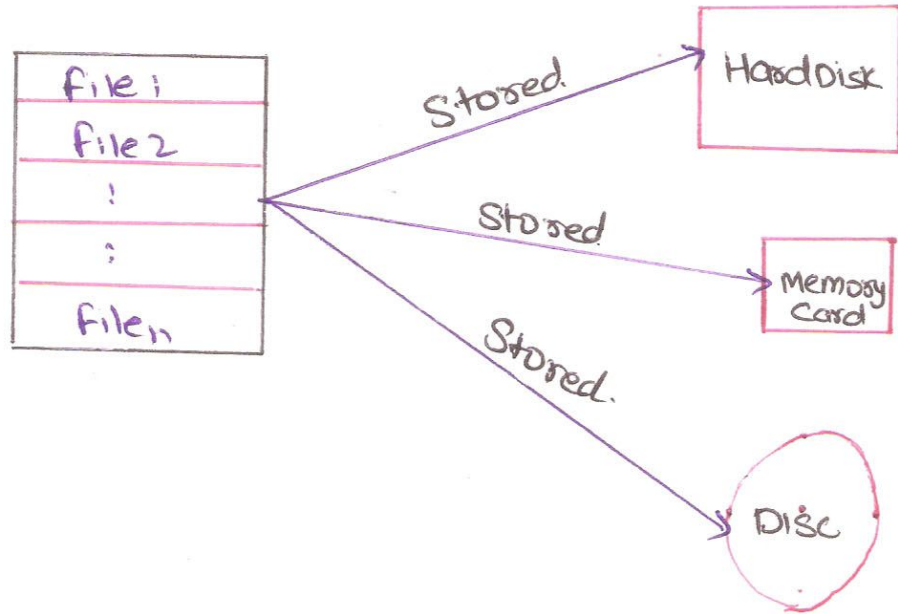 file 1
file 2
:
:
file n
Stored.
Stored
Stored.
HardDisk
Memory
Card
Disc